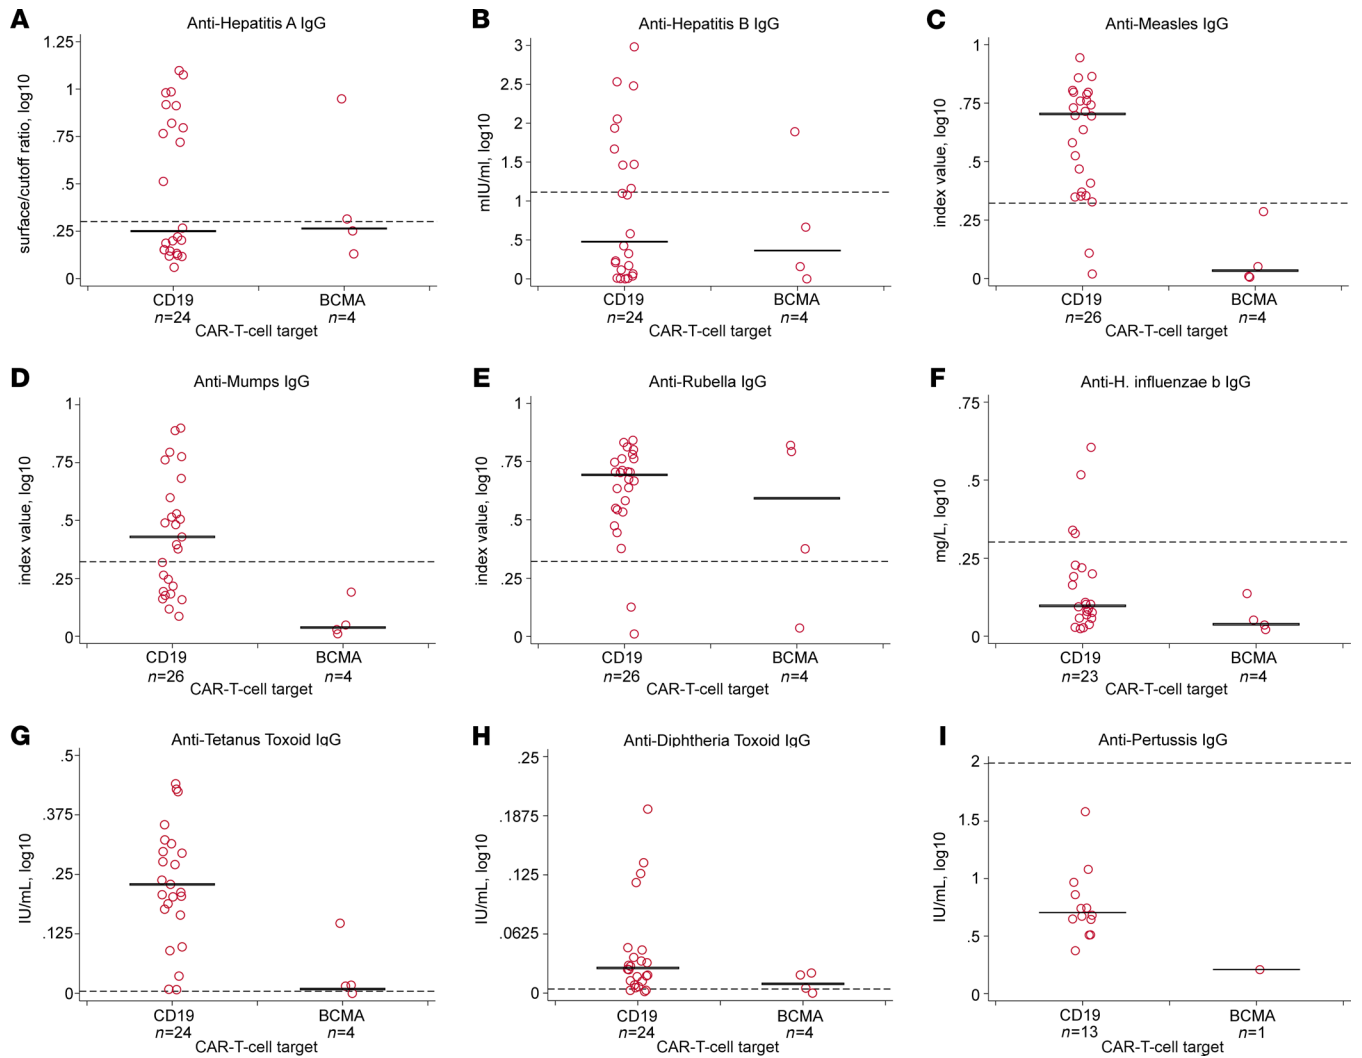 A
Anti-Hepatitis A IgG
surface/cutoff ratio, log10
1.25
1
.75
.5
.25
0
CD19
n=24
BCMA
n=4
CAR-T-cell target
B
Anti-Hepatitis B IgG
mIU/ml, log10
3
2.5
2
1.5
1
.5
0
CD19
n=24
BCMA
n=4
CAR-T-cell target
C
Anti-Measles IgG
index value, log10
1
.75
.5
.25
0
CD19
n=26
BCMA
n=4
CAR-T-cell target
D
Anti-Mumps IgG
index value, log10
1
.75
.5
.25
0
CD19
n=26
BCMA
n=4
CAR-T-cell target
E
Anti-Rubella IgG
index value, log10
1
.75
.5
.25
0
CD19
n=26
BCMA
n=4
CAR-T-cell target
F
Anti-H. influenzae b IgG
mg/L, log10
.75
.5
.25
0
CD19
n=23
BCMA
n=4
CAR-T-cell target
G
Anti-Tetanus Toxoid IgG
IU/mL, log10
.5
.375
.25
.125
0
CD19
n=24
BCMA
n=4
CAR-T-cell target
H
Anti-Diphtheria Toxoid IgG
IU/mL, log10
.25
.1875
.125
.0625
0
CD19
n=24
BCMA
n=4
CAR-T-cell target
I
Anti-Pertussis IgG
IU/mL, log10
2
1.5
1
.5
0
CD19
n=13
BCMA
n=1
CAR-T-cell target